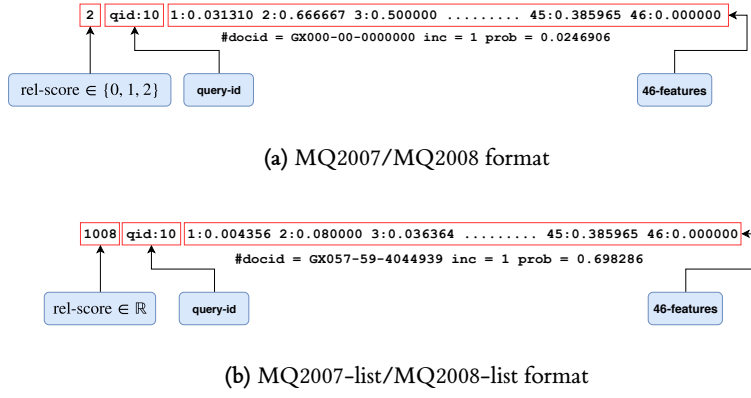 2 qid:10 1:0.031310 2:0.666667 3:0.500000 ......... 45:0.385965 46:0.000000
#docid = GX000-00-0000000 inc = 1 prob = 0.0246906
rel-score ∈ {0, 1, 2} query-id 46-features
(a) MQ2007/MQ2008 format
1008 qid:10 1:0.004356 2:0.080000 3:0.036364 ......... 45:0.385965 46:0.000000
#docid = GX057-59-4044939 inc = 1 prob = 0.698286
rel-score ∈ ℝ query-id 46-features
(b) MQ2007-list/MQ2008-list format